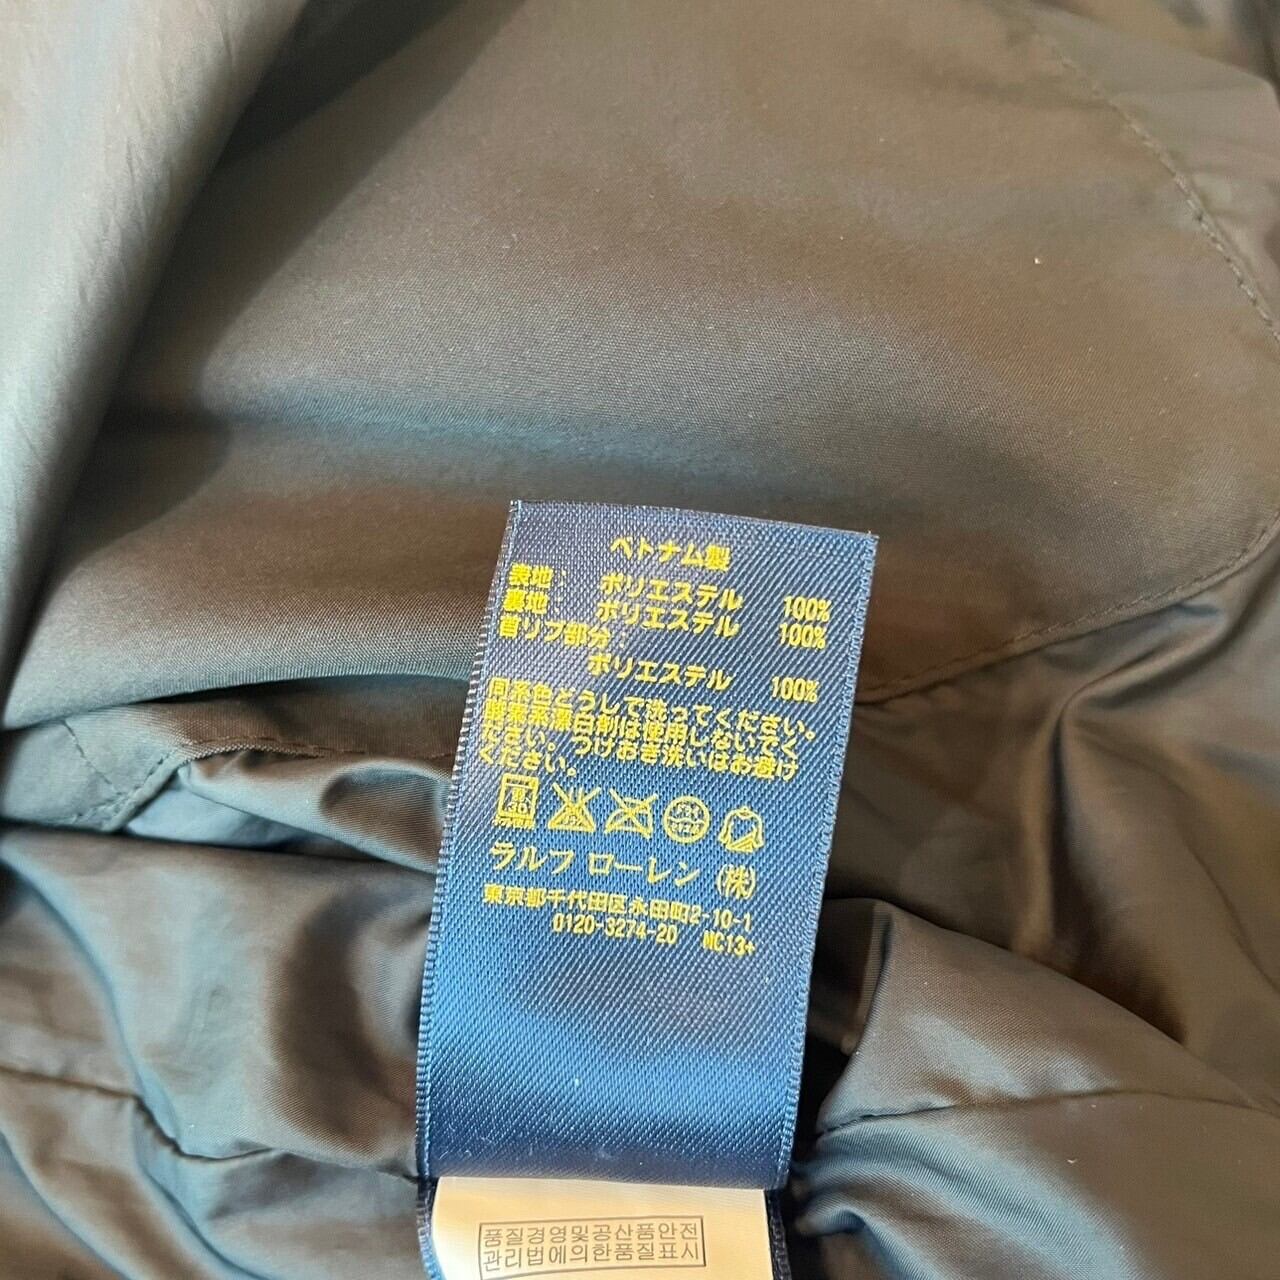 ベトナム製
表地： ポリエステル 100%
裏地 ポリエステル 100%
首リブ部分：
ポリエステル 100%
同系色どうしで洗ってください。
酵素系漂白剤は使用しないでく
ださい。つけおき洗いはお避け
ください。
ラルフ ローレン (株)
東京都千代田区永田町2-10-1
0120-3274-20 MC13+
품질경영및공산품안전
관리법에의한품질표시